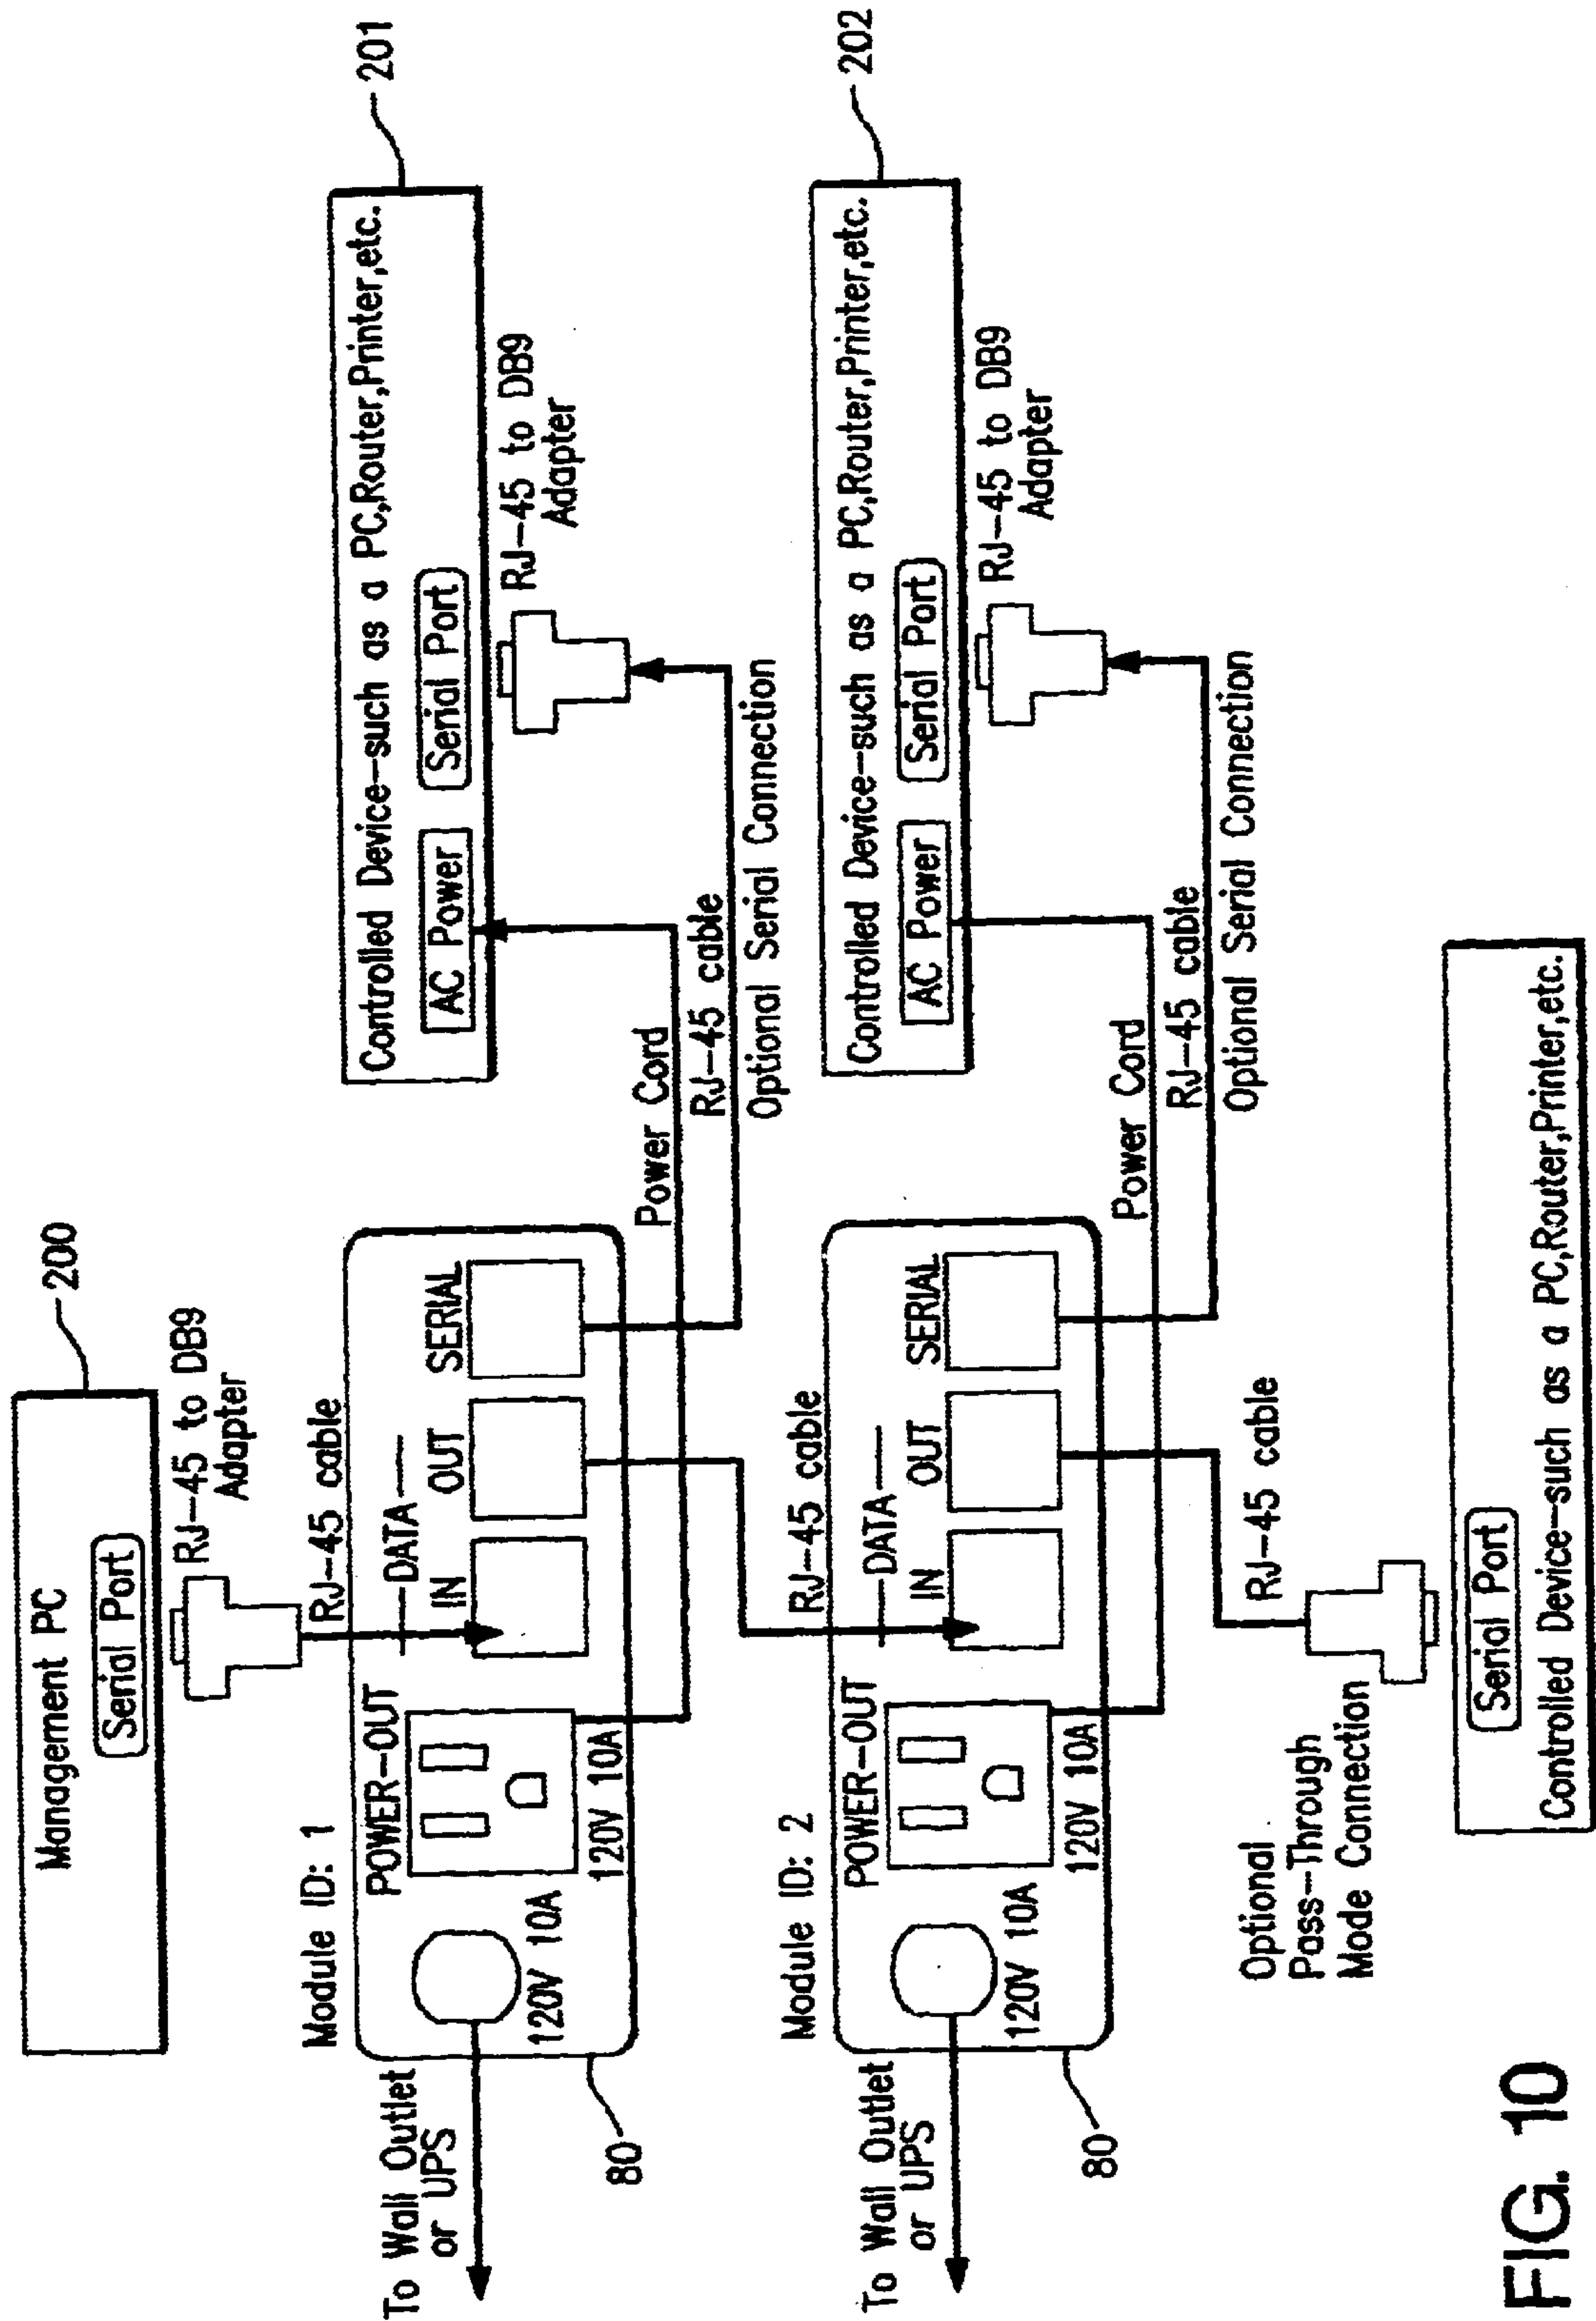 Management PC
200
Serial Port
RJ-45 to DB9
Adapter
RJ-45 cable
Module ID: 1
POWER-OUT
DATA
IN
OUT
SERIAL
120V 10A
120V 10A
To Wall Outlet
or UPS
80
Controlled Device-such as a PC,Router,Printer,etc.
201
AC Power
Serial Port
RJ-45 to DB9
Adapter
Power Cord
RJ-45 cable
Optional Serial Connection
RJ-45 cable
Module ID: 2
POWER-OUT
DATA
IN
OUT
SERIAL
120V 10A
120V 10A
To Wall Outlet
or UPS
80
Controlled Device-such as a PC,Router,Printer,etc.
202
AC Power
Serial Port
RJ-45 to DB9
Adapter
Power Cord
RJ-45 cable
Optional Serial Connection
Optional
Pass-Through
Mode Connection
RJ-45 cable
Serial Port
Controlled Device-such as a PC,Router,Printer,etc.
FIG. 10